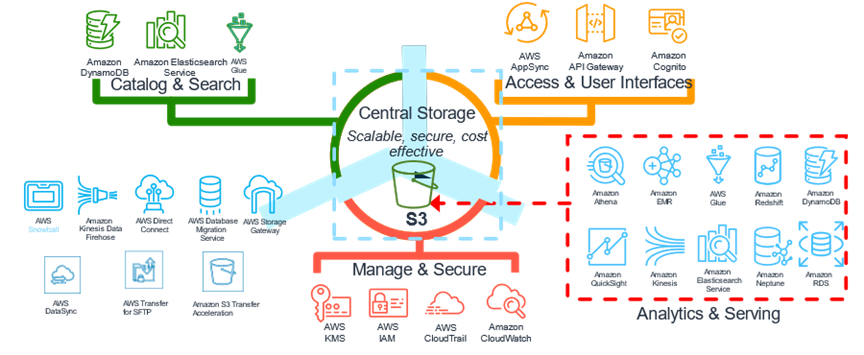 Amazon
DynamoDB
Amazon Elasticsearch
Service
AWS
Glue
Catalog & Search
AWS
AppSync
Amazon
API Gateway
Amazon
Cognito
Access & User Interfaces
Central Storage
Scalable, secure, cost
effective
S3
AWS
Snowball
Amazon
Kinesis Data
Firehose
AWS Direct
Connect
AWS Database
Migration
Service
AWS Storage
Gateway
AWS
DataSync
AWS Transfer
for SFTP
Amazon S3 Transfer
Acceleration
Manage & Secure
AWS
KMS
AWS
IAM
AWS
CloudTrail
Amazon
CloudWatch
Amazon
Athena
Amazon
EMR
AWS
Glue
Amazon
Redshift
Amazon
DynamoDB
Amazon
QuickSight
Amazon
Kinesis
Amazon
Elasticsearch
Service
Amazon
Neptune
Amazon
RDS
Analytics & Serving